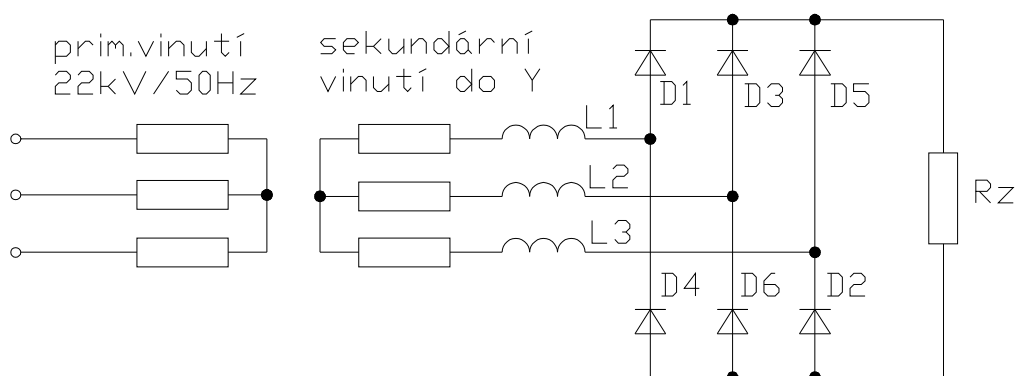 prim.vinutí
22kV/50Hz
sekundární
vinutí do Y
D1
D3
D5
L1
L2
L3
Rz
D4
D6
D2